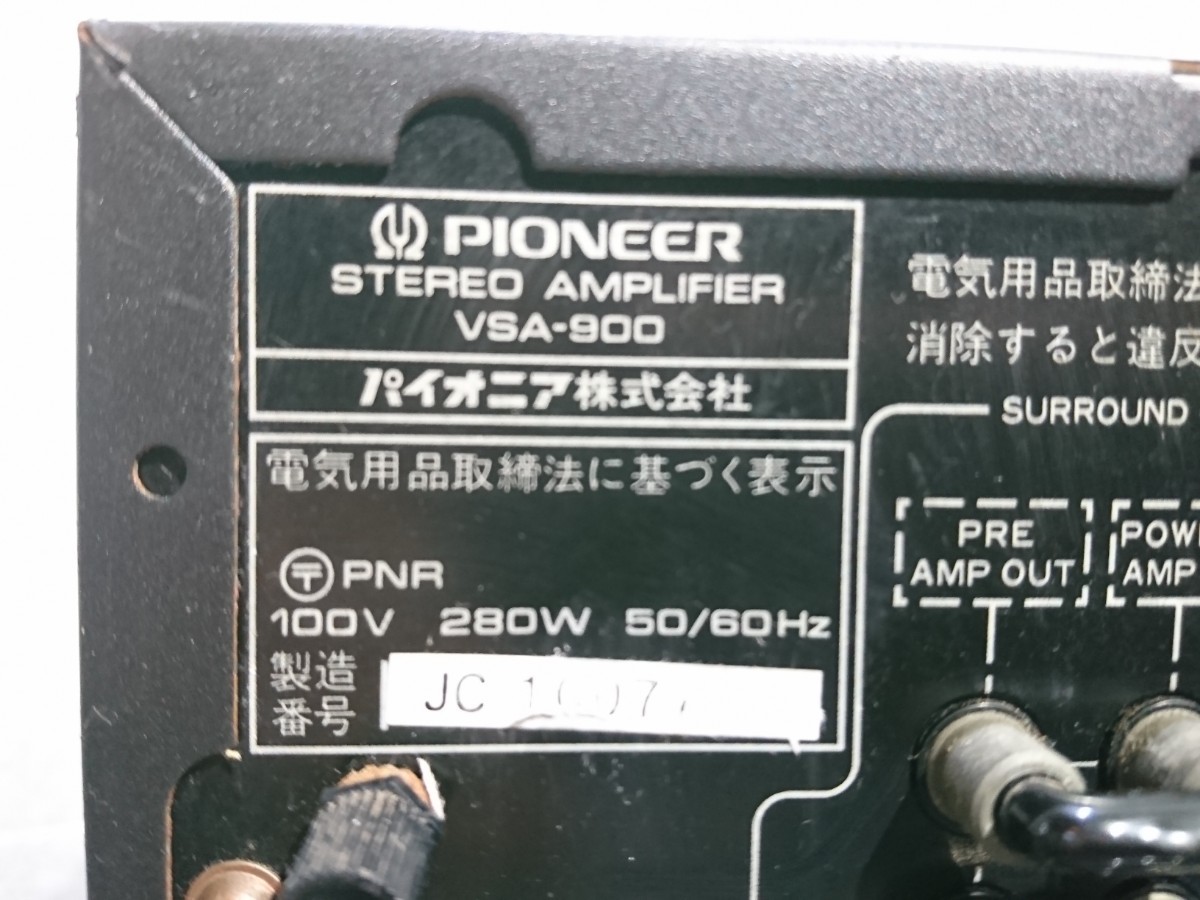 PIONEER
STEREO AMPLIFIER
VSA-900
パイオニア株式会社
電気用品取締法に基づく表示
〒 PNR
100V 280W 50/60Hz
製造
番号
JC
電気用品取締法
消除すると違反
SURROUND
PRE
AMP OUT
POW
AMP